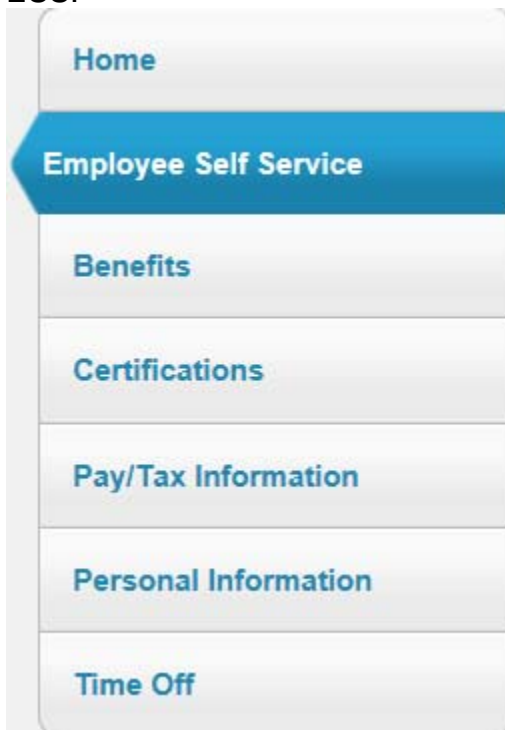 Home
Employee Self Service
Benefits
Certifications
Pay/Tax Information
Personal Information
Time Off